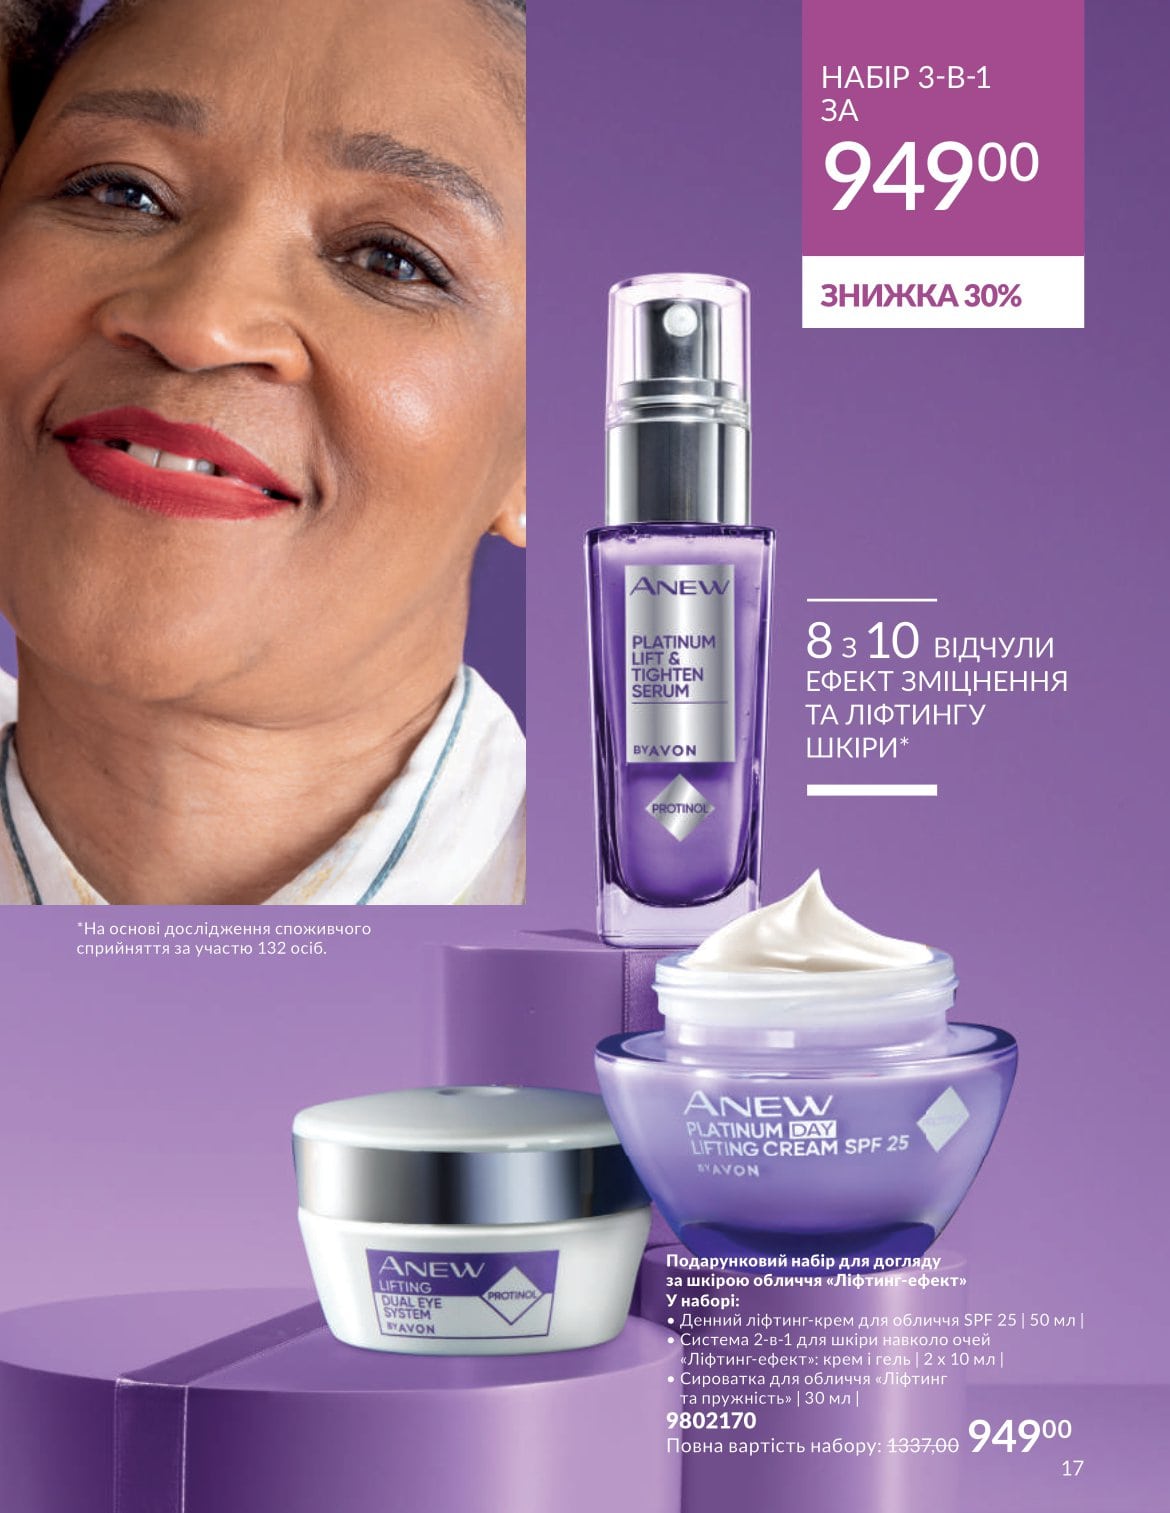 НАБІР 3-В-1
ЗА
949⁰⁰
ЗНИЖКА 30%
ANEW
PLATINUM
LIFT &
TIGHTEN
SERUM
BY AVON
PROTINOL
8 З 10 ВІДЧУЛИ
ЕФЕКТ ЗМІЦНЕННЯ
ТА ЛІФТИНГУ
ШКІРИ*
*На основі дослідження споживчого
сприйняття за участю 132 осіб.
ANEW
PLATINUM DAY
LIFTING CREAM SPF 25
BY AVON
PROTINOL
ANEW
LIFTING
DUAL EYE
SYSTEM
BY AVON
PROTINOL
Подарунковий набір для догляду
за шкірою обличчя «Ліфтинг-ефект»
У наборі:
• Денний ліфтинг-крем для обличчя SPF 25 | 50 мл |
• Система 2-в-1 для шкіри навколо очей
«Ліфтинг-ефект»: крем і гель | 2 х 10 мл |
• Сироватка для обличчя «Ліфтинг
та пружність» | 30 мл |
9802170
Повна вартість набору: 1337,00 949⁰⁰
17